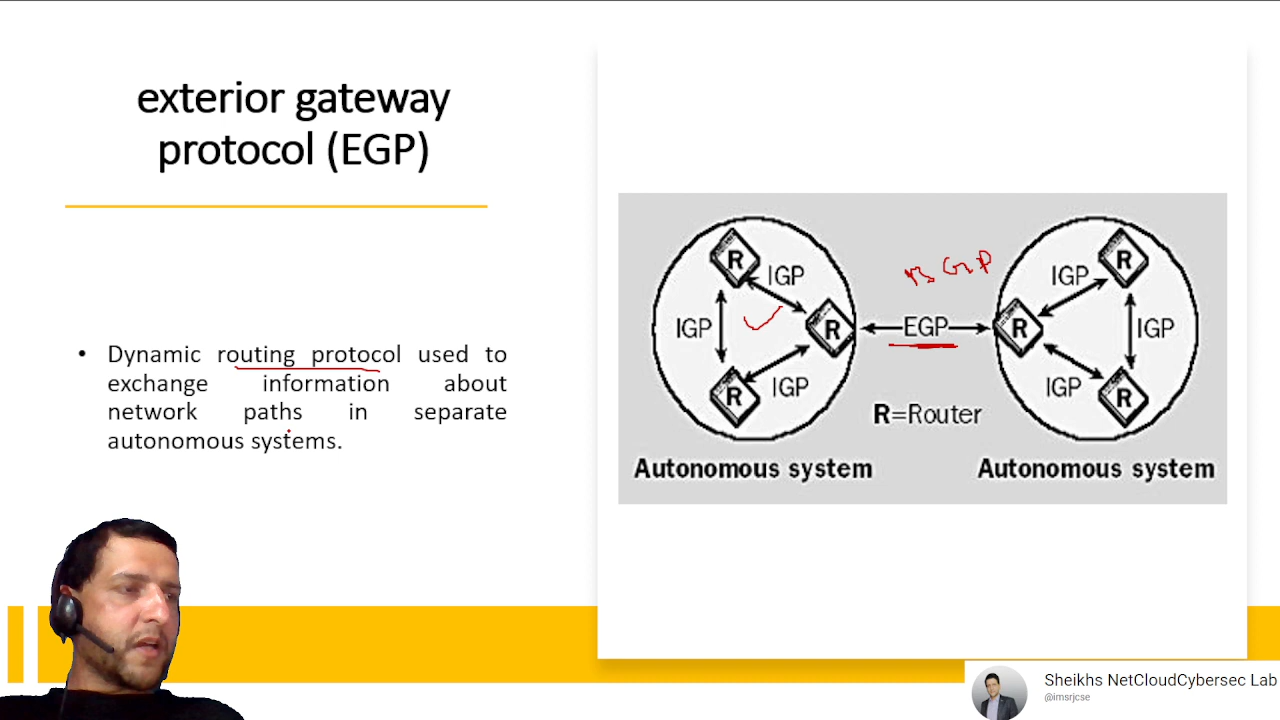 exterior gateway
protocol (EGP)
• Dynamic routing protocol used to
exchange information about
network paths in separate
autonomous systems.
BGP
R
IGP
IGP
R
IGP
R
EGP
R
IGP
R
IGP
IGP
R
R=Router
Autonomous system
Autonomous system
Sheikhs NetCloudCybersec Lab
@imsrjcse